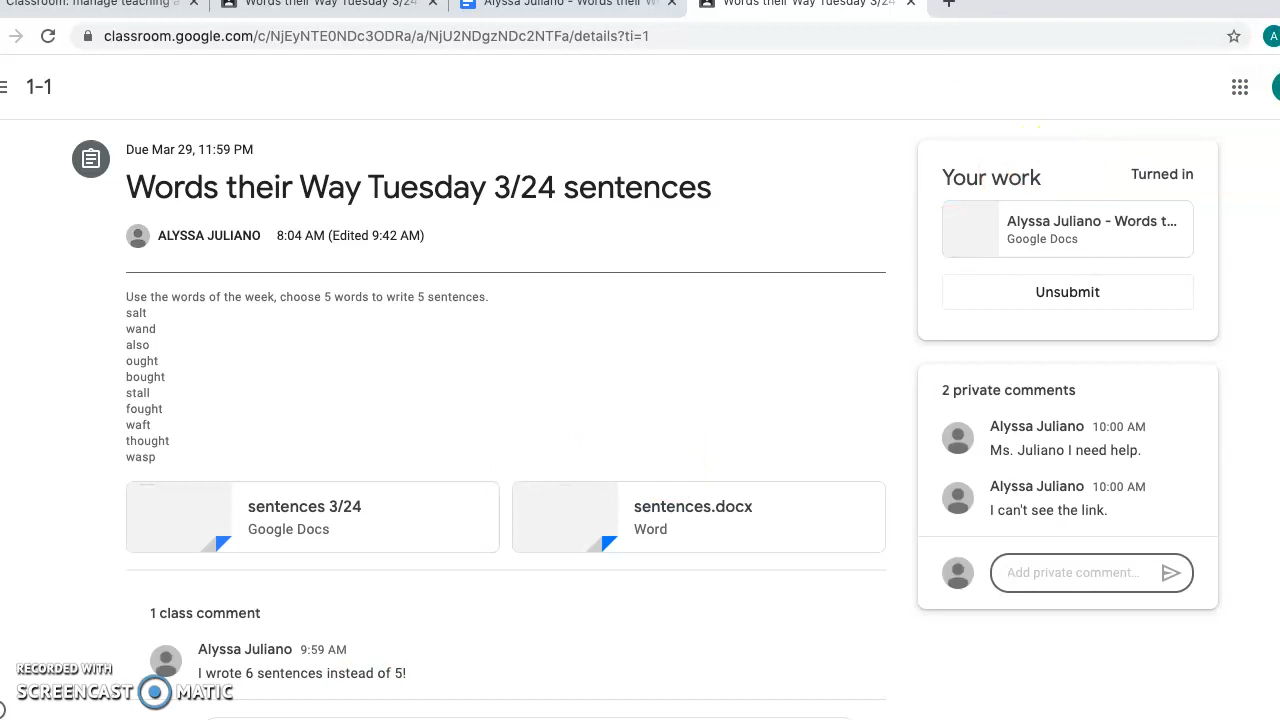 Classroom: manage teaching a
Words their Way Tuesday 3/24
Alyssa Juliano - Words their W
Words their Way Tuesday 3/24
classroom.google.com/c/NjEyNTE0NDc3ODRa/a/NjU2NDgzNDc2NTFa/details?ti=1
A
1-1
Due Mar 29, 11:59 PM
Words their Way Tuesday 3/24 sentences
ALYSSA JULIANO 8:04 AM (Edited 9:42 AM)
Use the words of the week, choose 5 words to write 5 sentences.
salt
wand
also
ought
bought
stall
fought
waft
thought
wasp
sentences 3/24
Google Docs
sentences.docx
Word
1 class comment
Alyssa Juliano 9:59 AM
I wrote 6 sentences instead of 5!
Your work Turned in
Alyssa Juliano - Words t...
Google Docs
Unsubmit
2 private comments
Alyssa Juliano 10:00 AM
Ms. Juliano I need help.
Alyssa Juliano 10:00 AM
I can't see the link.
Add private comment...
RECORDED WITH
SCREENCAST MATIC